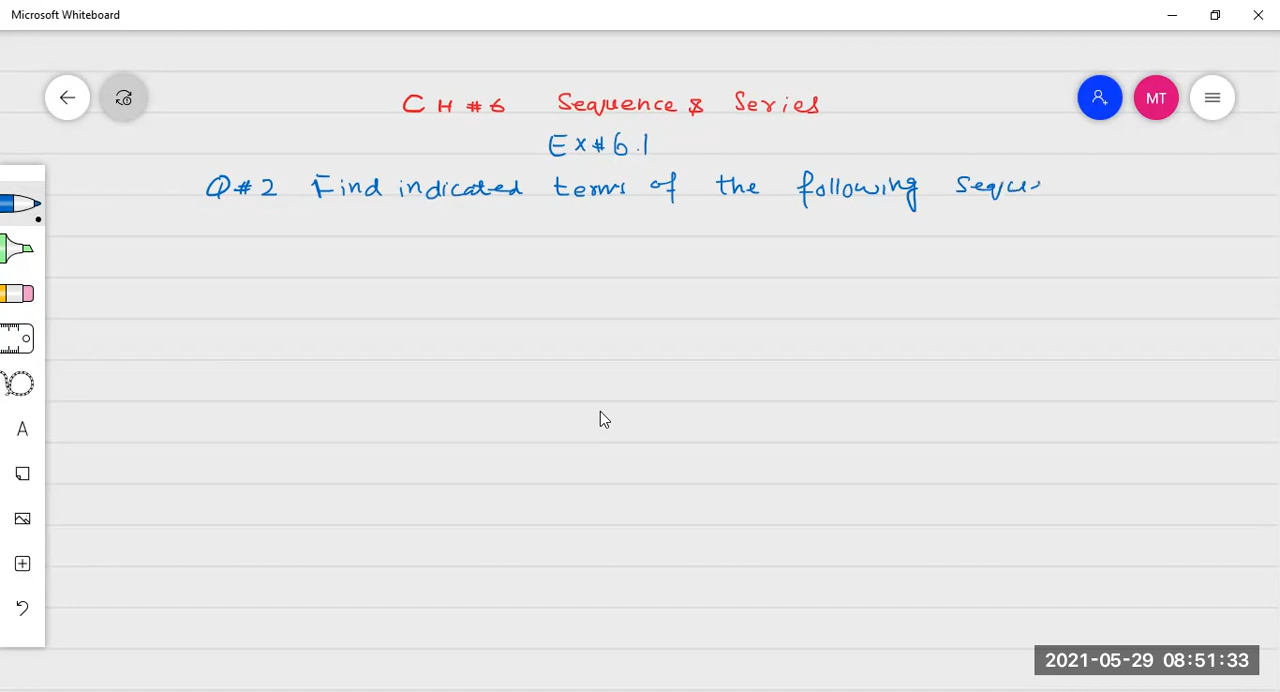 Microsoft Whiteboard
CH # 6 Sequence & Series
MT
Ex # 6.1
Q # 2 Find indicated terms of the following sequ
A
2021-05-29 08:51:33